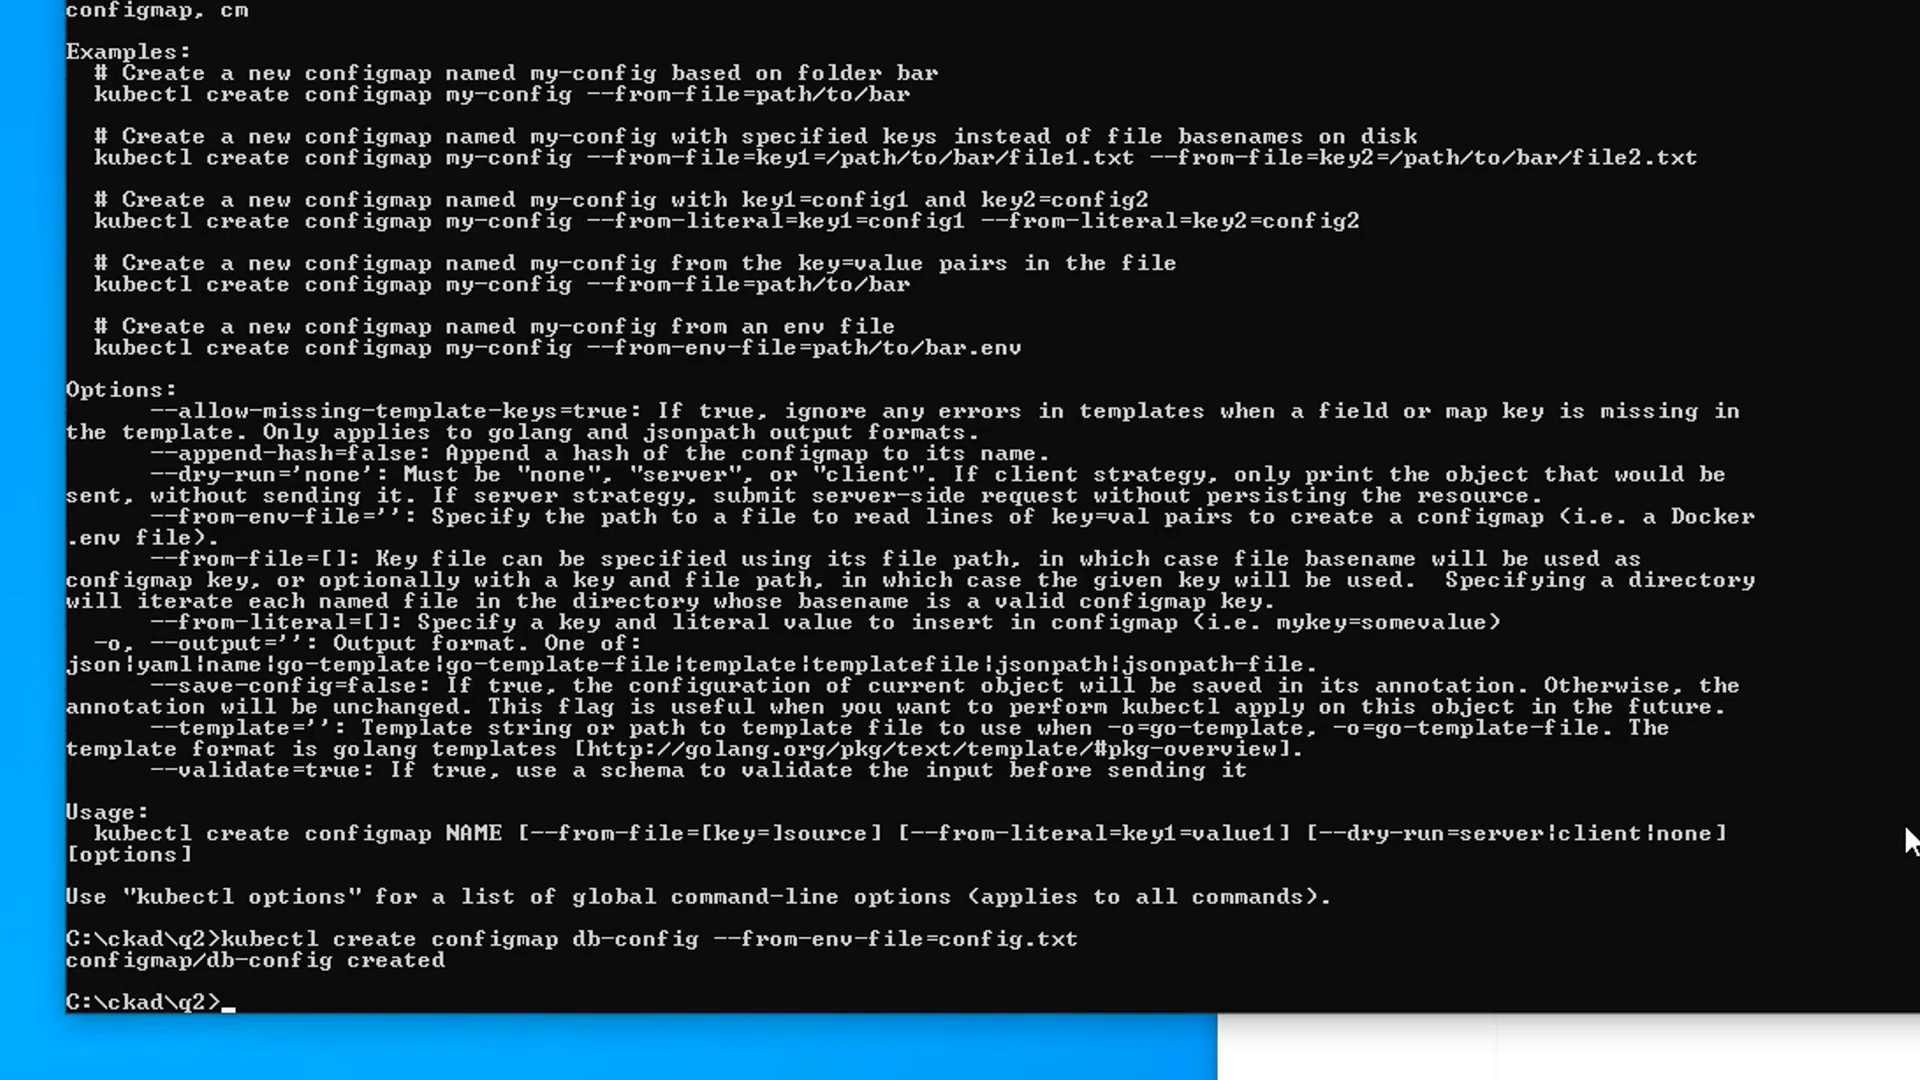 configmap, cm
Examples:
# Create a new configmap named my-config based on folder bar
kubectl create configmap my-config --from-file=path/to/bar
# Create a new configmap named my-config with specified keys instead of file basenames on disk
kubectl create configmap my-config --from-file=key1=/path/to/bar/file1.txt --from-file=key2=/path/to/bar/file2.txt
# Create a new configmap named my-config with key1=config1 and key2=config2
kubectl create configmap my-config --from-literal=key1=config1 --from-literal=key2=config2
# Create a new configmap named my-config from the key=value pairs in the file
kubectl create configmap my-config --from-file=path/to/bar
# Create a new configmap named my-config from an env file
kubectl create configmap my-config --from-env-file=path/to/bar.env
Options:
--allow-missing-template-keys=true: If true, ignore any errors in templates when a field or map key is missing in
the template. Only applies to golang and jsonpath output formats.
--append-hash=false: Append a hash of the configmap to its name.
--dry-run='none': Must be "none", "server", or "client". If client strategy, only print the object that would be
sent, without sending it. If server strategy, submit server-side request without persisting the resource.
--from-env-file='': Specify the path to a file to read lines of key=val pairs to create a configmap (i.e. a Docker
.env file).
--from-file=[]: Key file can be specified using its file path, in which case file basename will be used as
configmap key, or optionally with a key and file path, in which case the given key will be used.  Specifying a directory
will iterate each named file in the directory whose basename is a valid configmap key.
--from-literal=[]: Specify a key and literal value to insert in configmap (i.e. mykey=somevalue)
-o, --output='': Output format. One of:
json|yaml|name|go-template|go-template-file|template|templatefile|jsonpath|jsonpath-file.
--save-config=false: If true, the configuration of current object will be saved in its annotation. Otherwise, the
annotation will be unchanged. This flag is useful when you want to perform kubectl apply on this object in the future.
--template='': Template string or path to template file to use when -o=go-template, -o=go-template-file. The
template format is golang templates [http://golang.org/pkg/text/template/#pkg-overview].
--validate=true: If true, use a schema to validate the input before sending it
Usage:
kubectl create configmap NAME [--from-file=[key=]source] [--from-literal=key1=value1] [--dry-run=server|client|none]
[options]
Use "kubectl options" for a list of global command-line options (applies to all commands).
C:\ckad\q2>kubectl create configmap db-config --from-env-file=config.txt
configmap/db-config created
C:\ckad\q2>_